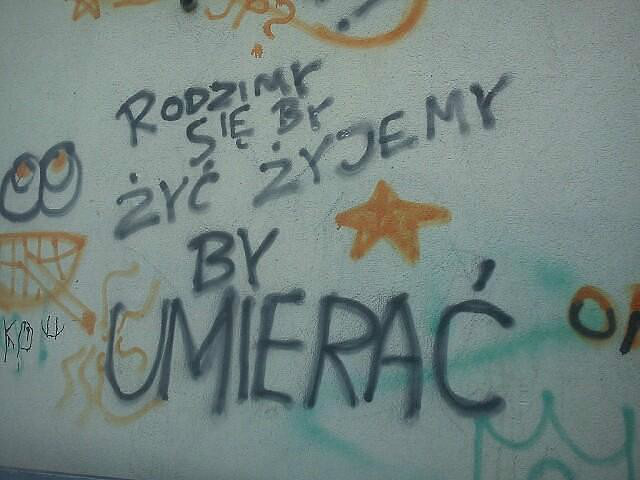 RODZIMY
SIĘ BY
ŻYĆ ŻYJEMY
BY
UMIERAĆ